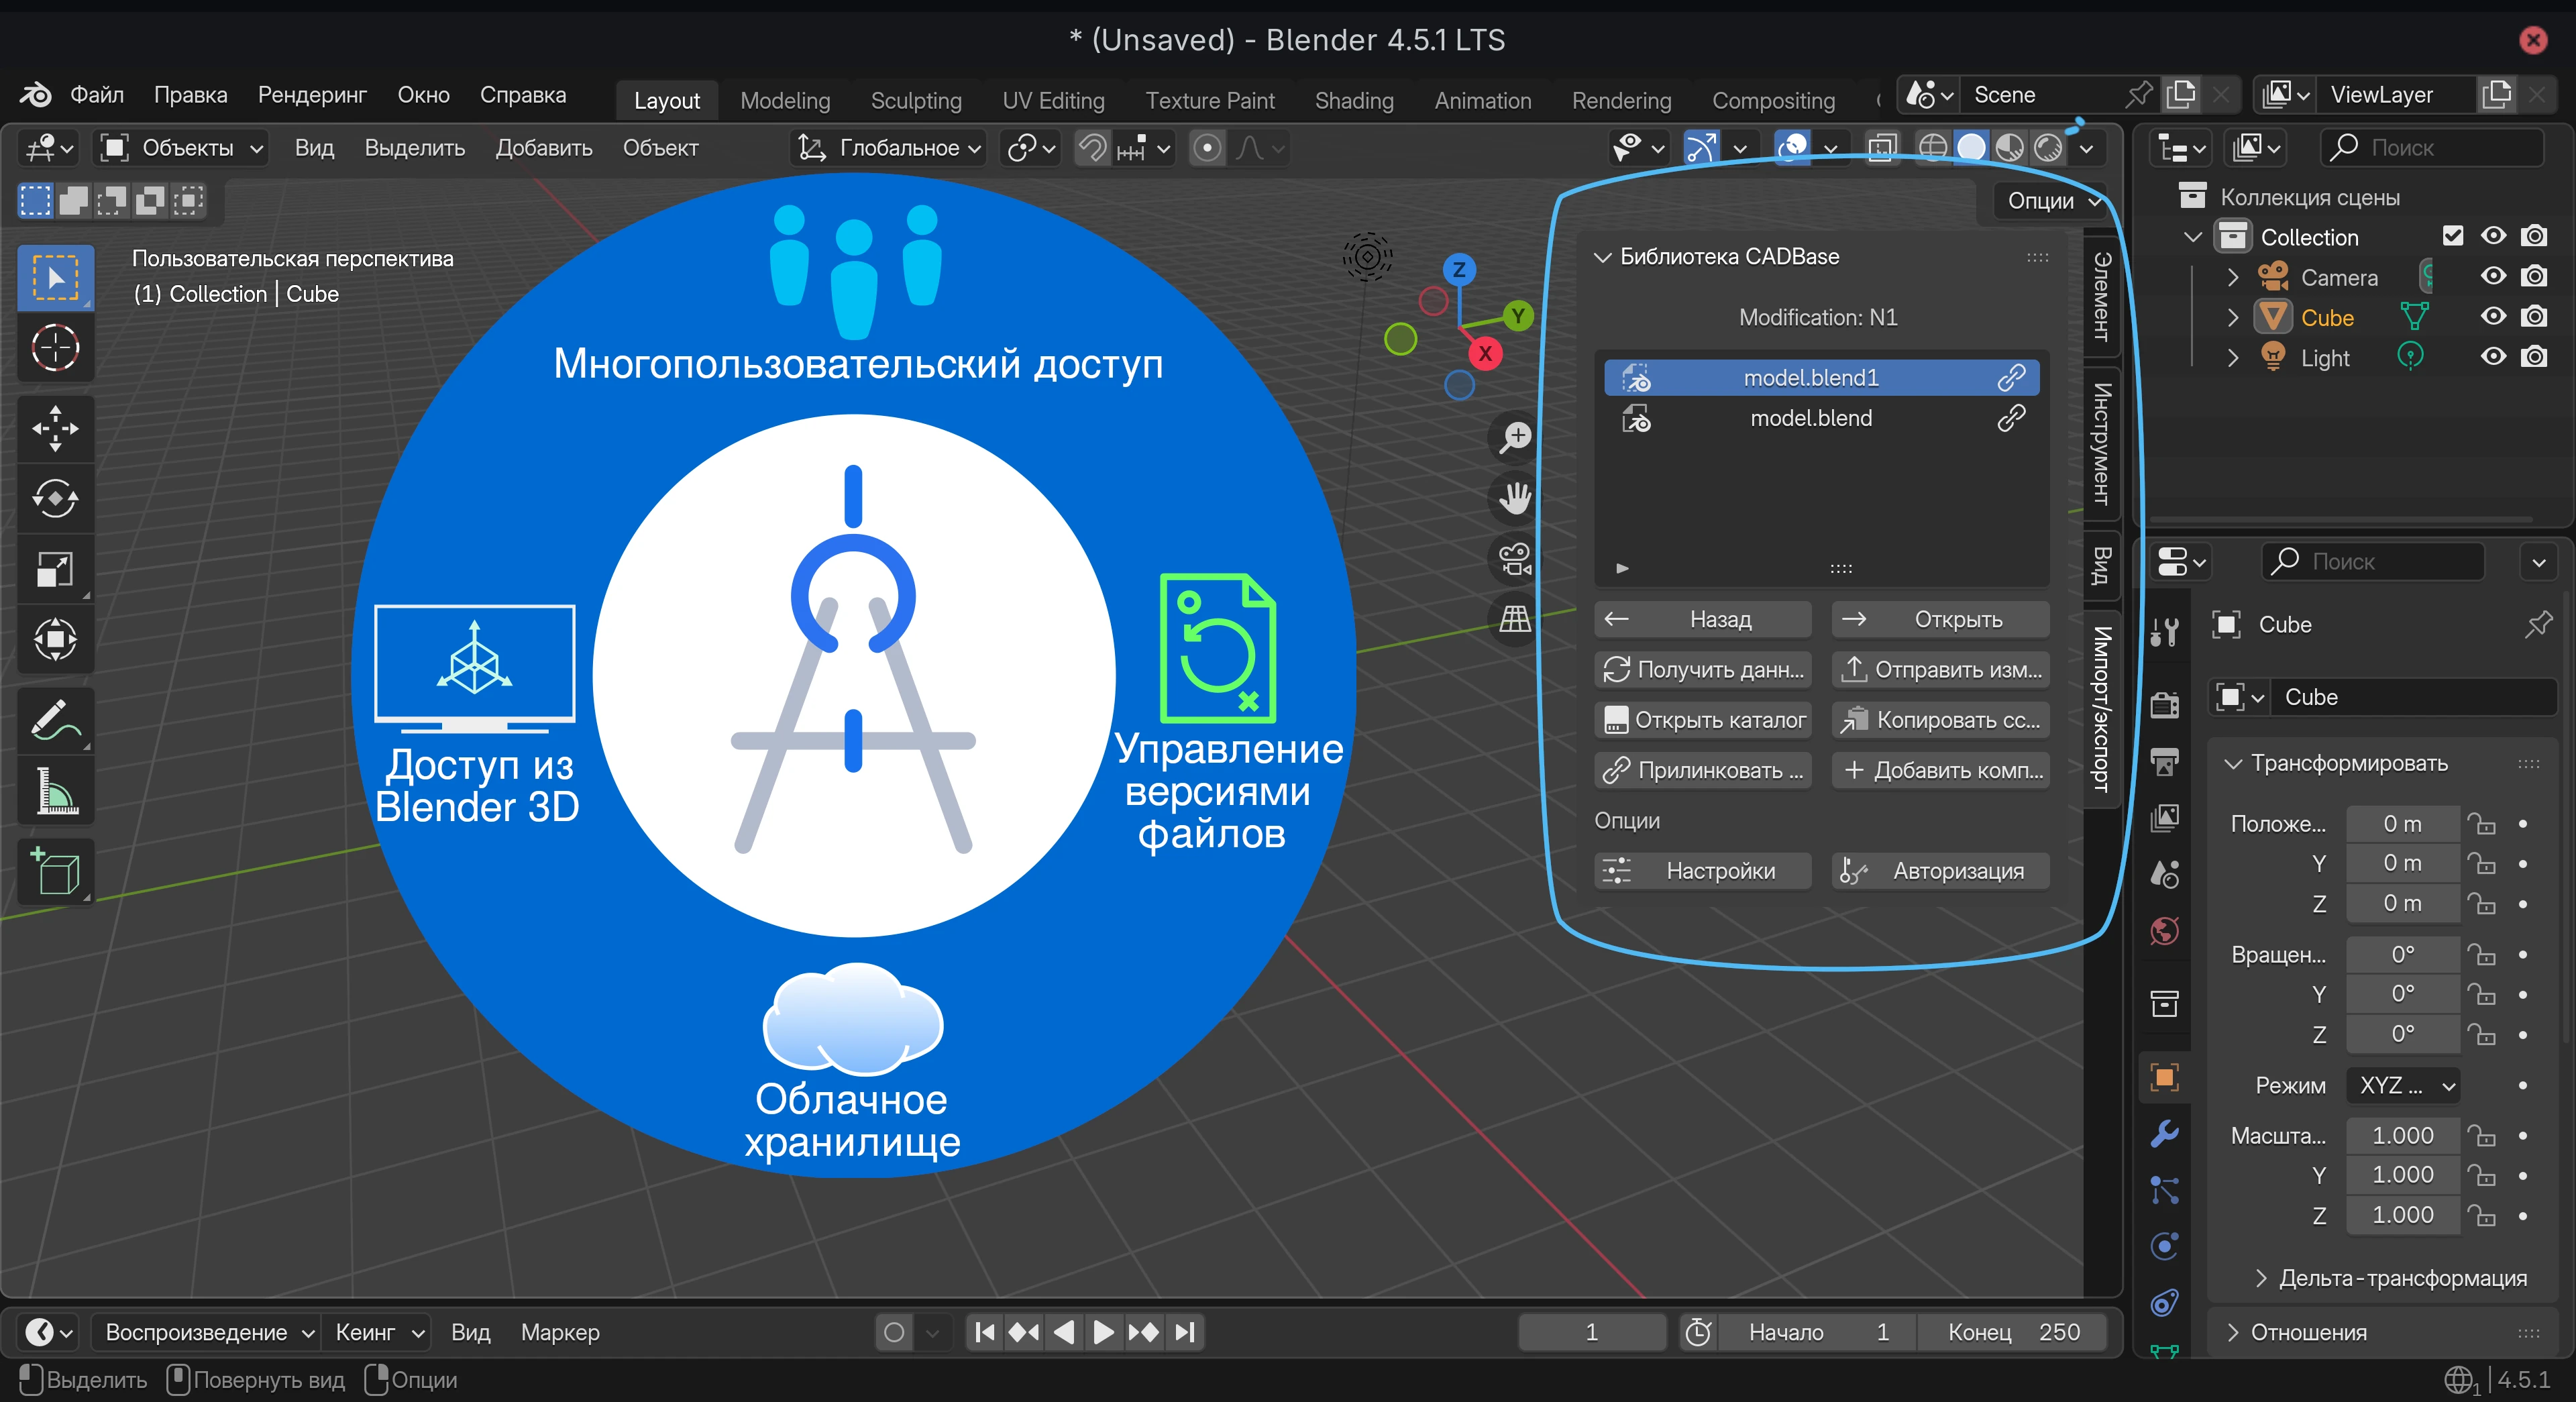 * (Unsaved) - Blender 4.5.1 LTS
Файл Правка Рендеринг Окно Справка Layout Modeling Sculpting UV Editing Texture Paint Shading Animation Rendering Compositing Scene ViewLayer
Объекты Вид Выделить Добавить Объект Глобальное Поиск
Опции
Пользовательская перспектива
(1) Collection | Cube
Многопользовательский доступ
Доступ из
Blender 3D
Управление
версиями
файлов
Облачное
хранилище
Z
Y
X
Библиотека CADBase
Modification: N1
model.blend1
model.blend
Назад Открыть
Получить данн... Отправить изм...
Открыть каталог Копировать сс...
Прилинковать ... Добавить комп...
Опции
Настройки Авторизация
Элемент
Инструмент
Вид
Импорт/экспорт
Коллекция сцены
Collection
Camera
Cube
Light
Поиск
Cube
Cube
Трансформировать
Положе... 0 m
Y 0 m
Z 0 m
Вращен... 0°
Y 0°
Z 0°
Режим XYZ ...
Масшта... 1.000
Y 1.000
Z 1.000
Дельта-трансформация
Отношения
Воспроизведение Кеинг Вид Маркер 1 Начало 1 Конец 250
Выделить Повернуть вид Опции 1 | 4.5.1